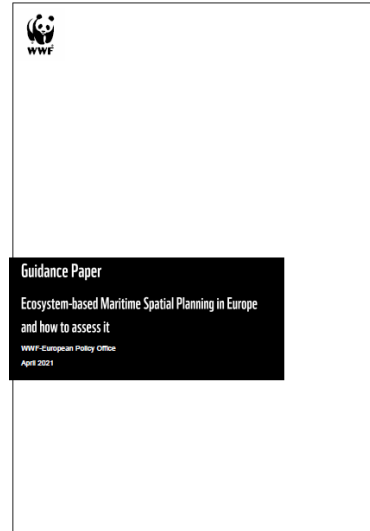 WWF
Guidance Paper
Ecosystem-based Maritime Spatial Planning in Europe
and how to assess it
WWF-European Policy Office
April 2021